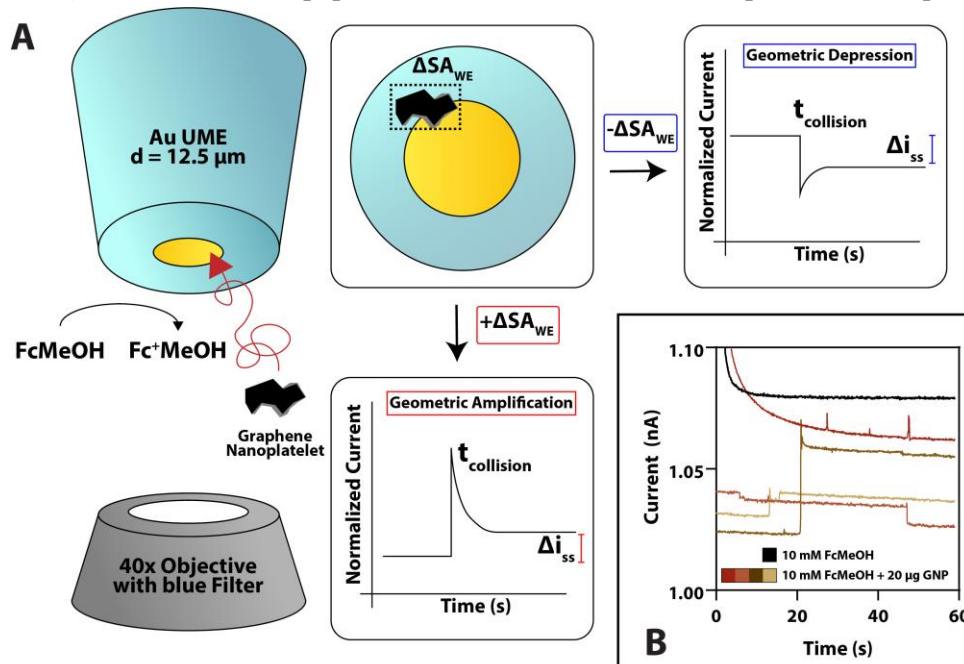 A
Au UME
d = 12.5 µm
FcMeOH
Fc⁺MeOH
Graphene
Nanoplatelet
40x Objective
with blue Filter
ΔSA_WE
-ΔSA_WE
+ΔSA_WE
Geometric Depression
Normalized Current
t_collision
Δi_ss
Time (s)
Geometric Amplification
Normalized Current
t_collision
Δi_ss
Time (s)
1.10
1.05
1.00
Current (nA)
10 mM FcMeOH
10 mM FcMeOH + 20 µg GNP
0
20
40
60
Time (s)
B